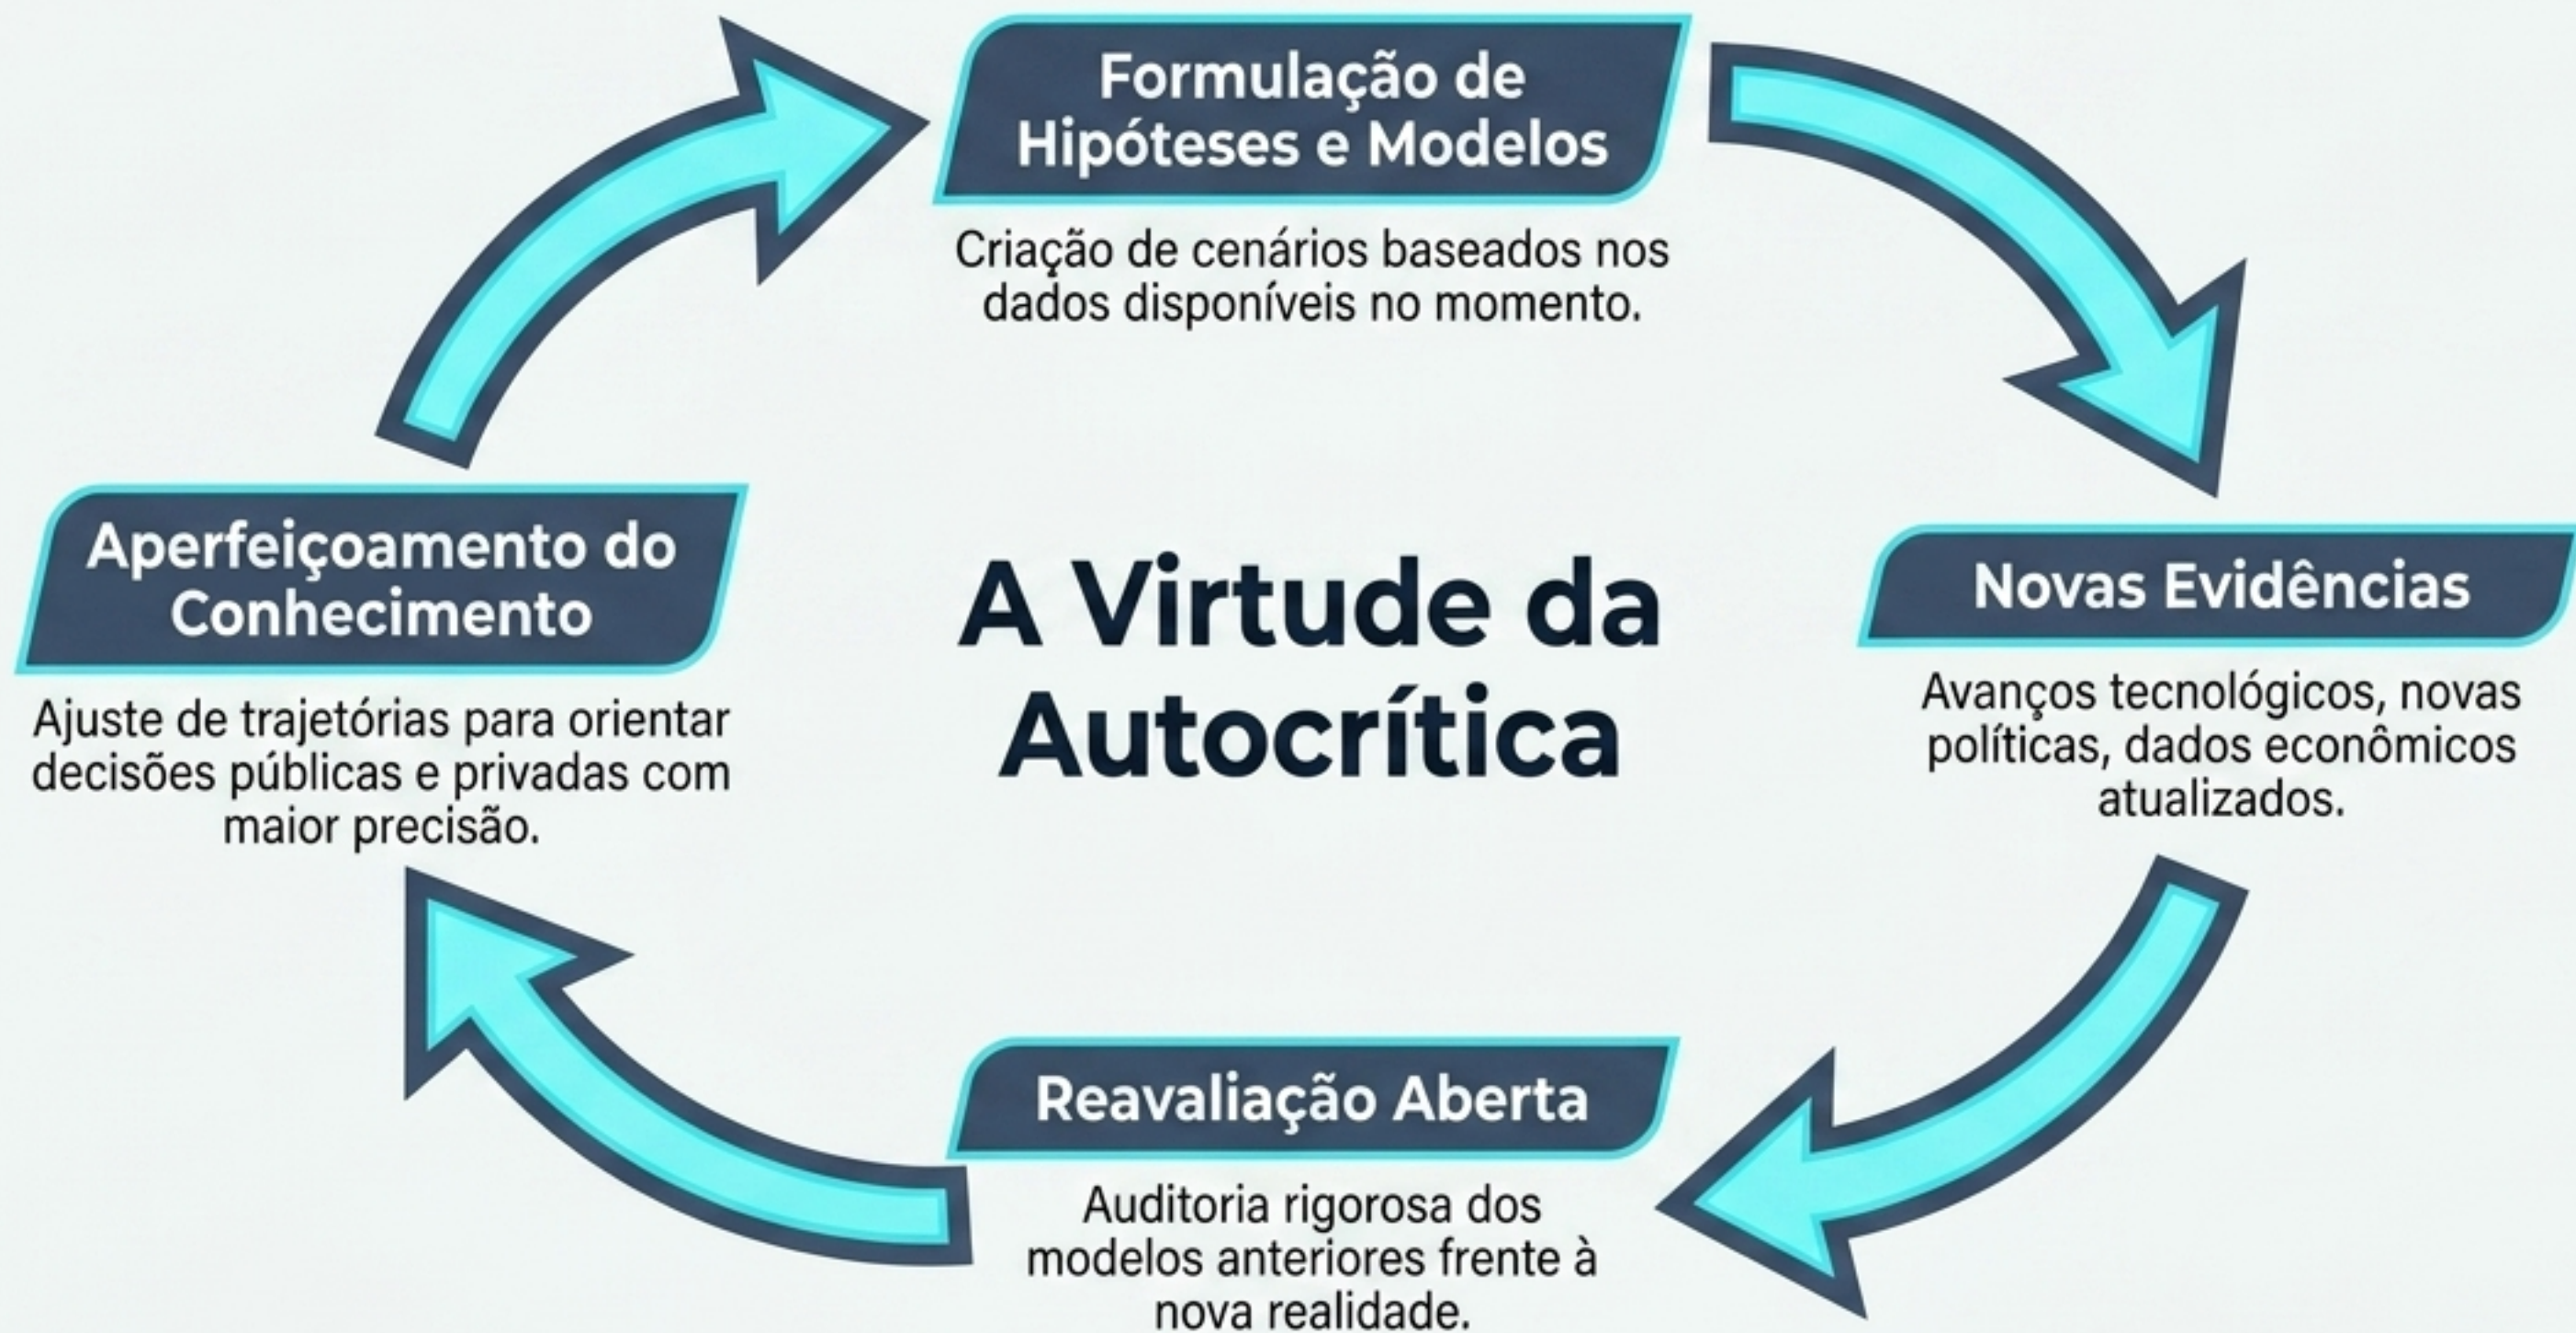 Formulação de
Hipóteses e Modelos
Criação de cenários baseados nos
dados disponíveis no momento.
Aperfeiçoamento do
Conhecimento
Ajuste de trajetórias para orientar
decisões públicas e privadas com
maior precisão.
A Virtude da
Autocrítica
Novas Evidências
Avanços tecnológicos, novas
políticas, dados econômicos
atualizados.
Reavaliação Aberta
Auditoria rigorosa dos
modelos anteriores frente à
nova realidade.